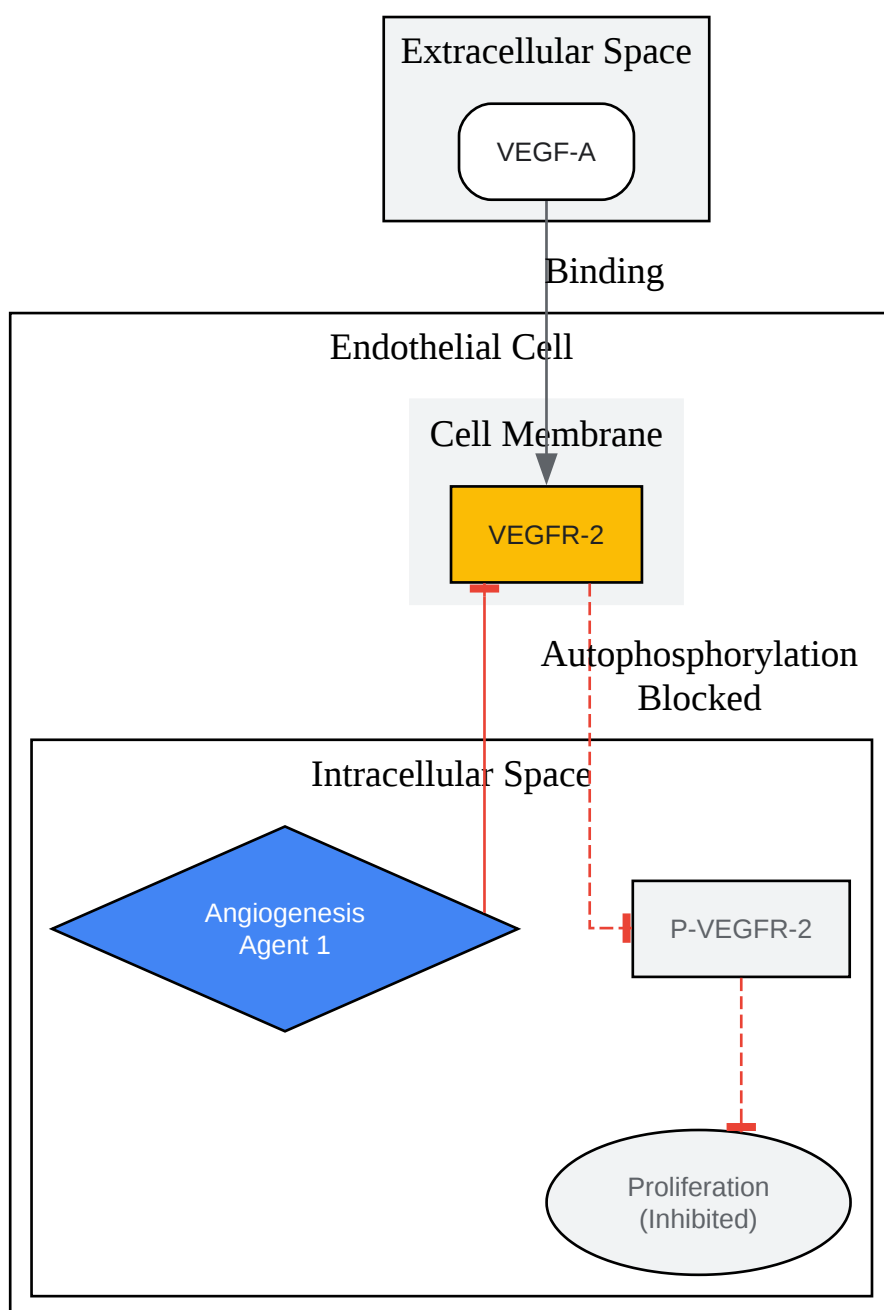 Extracellular Space
VEGF-A
Binding
Endothelial Cell
Cell Membrane
VEGFR-2
Autophosphorylation
Blocked
Intracellular Space
Angiogenesis
Agent 1
P-VEGFR-2
Proliferation
(Inhibited)